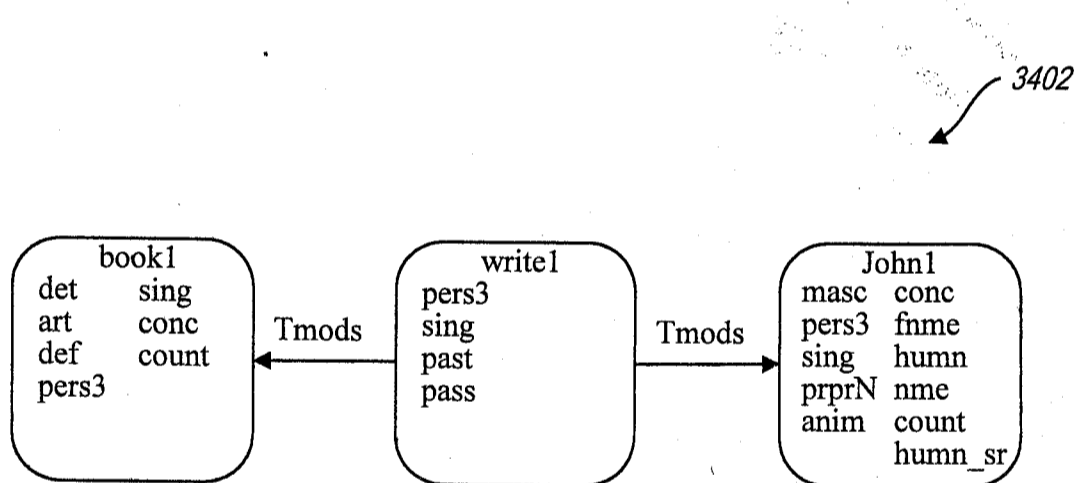 3402
book1
det sing
art conc
def count
pers3
Tmods
write1
pers3
sing
past
pass
Tmods
John1
masc conc
pers3 fnme
sing humn
prprN nme
anim count
humn_sr